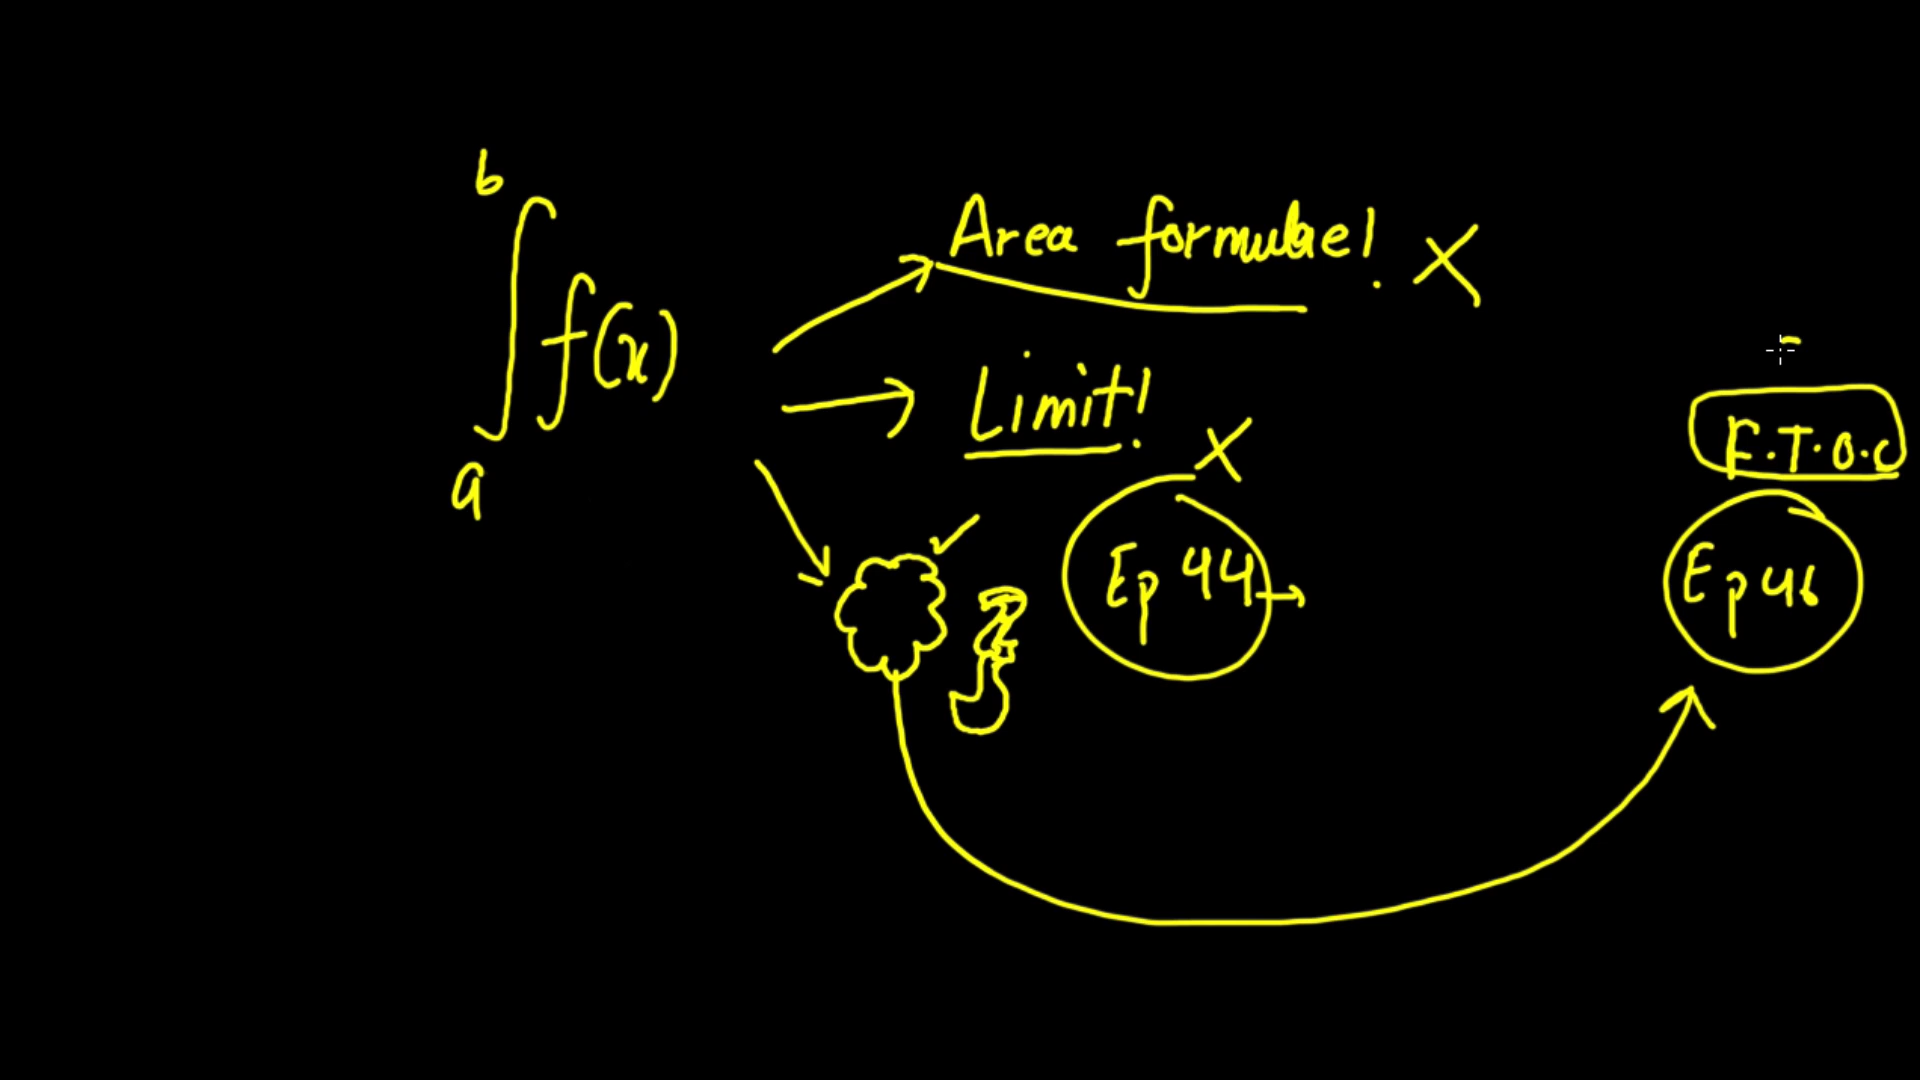 b
∫ f(x)
a
Area formulae!
X
Limit!
X
F.T.O.C
Ep 44
Ep 46